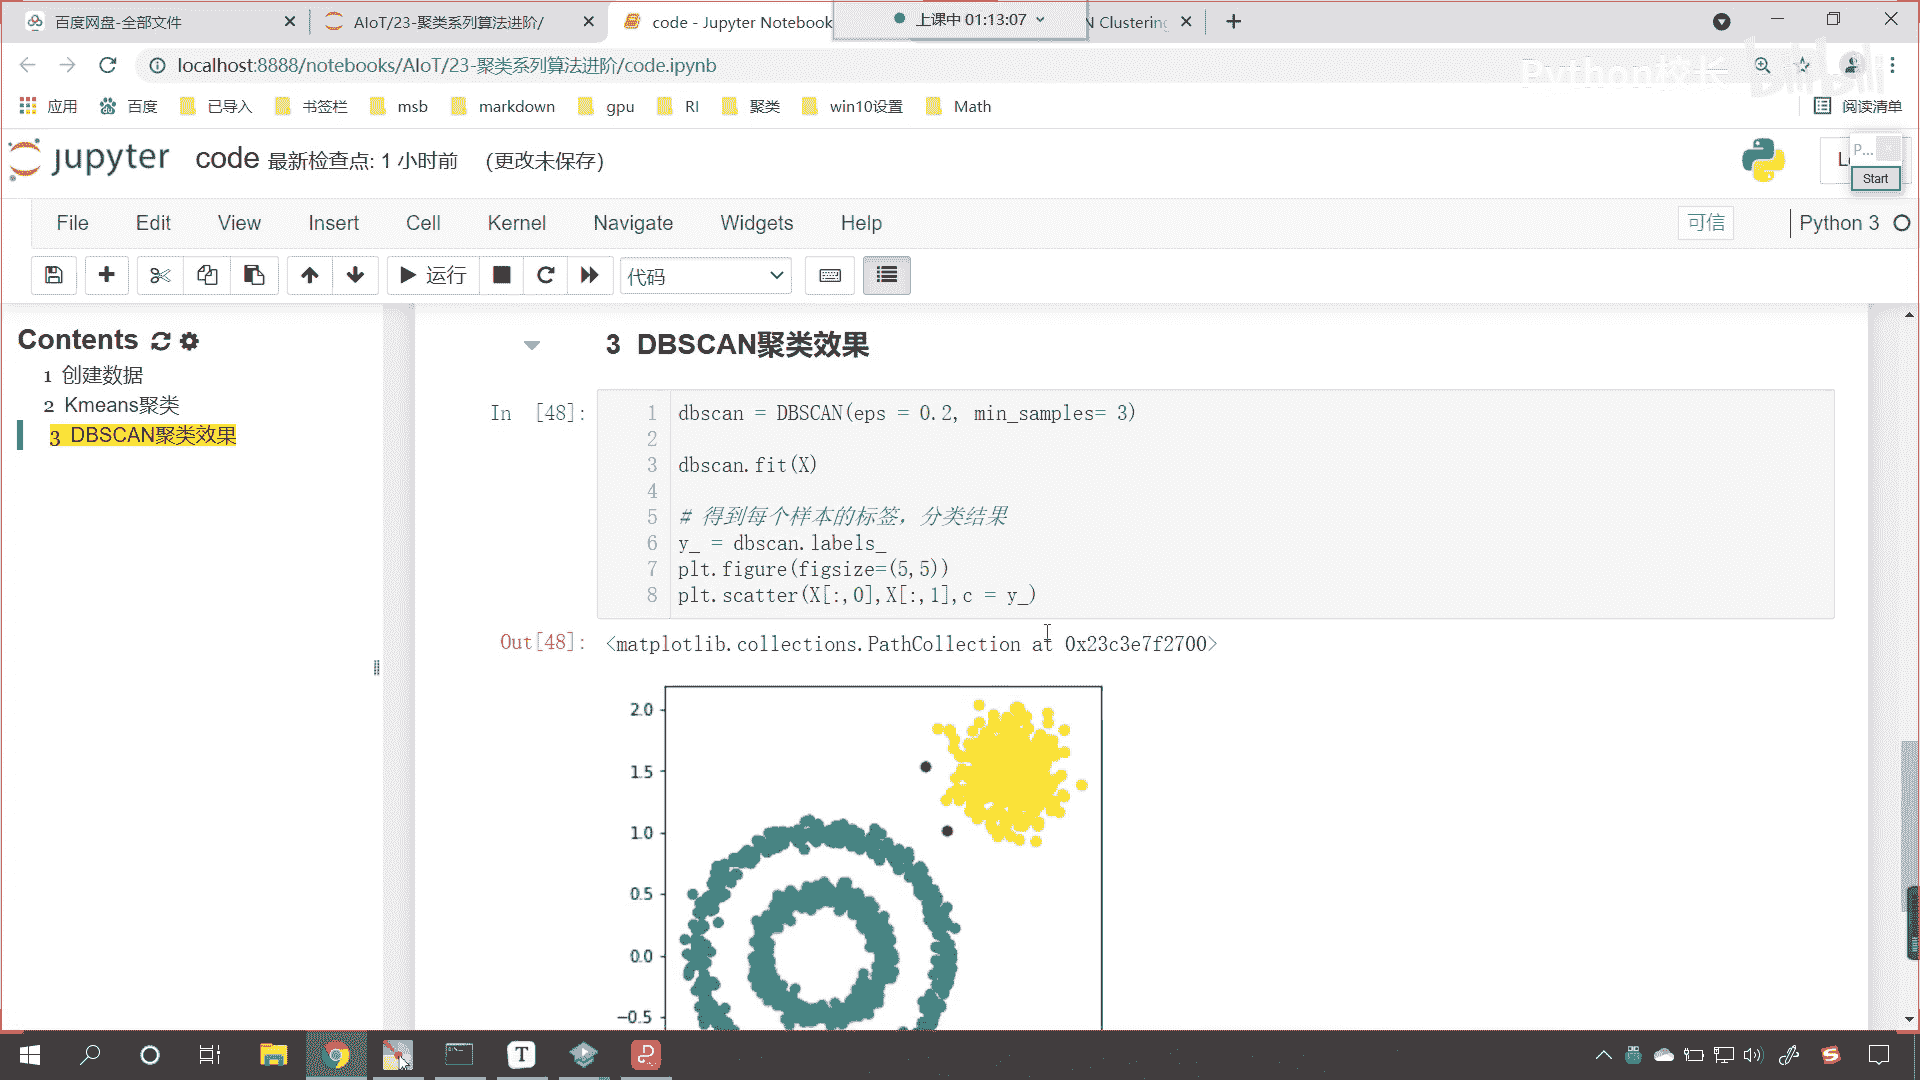 百度网盘-全部文件
AIoT/23-聚类系列算法进阶/
code - Jupyter Notebook
上课中 01:13:07
N Clustering
localhost:8888/notebooks/AIoT/23-聚类系列算法进阶/code.ipynb
Python校长
bilibili
应用 百度 已导入 书签栏 msb markdown gpu RI 聚类 win10设置 Math 阅读清单
jupyter code 最新检查点: 1 小时前 (更改未保存)
P...
Start
File Edit View Insert Cell Kernel Navigate Widgets Help 可信 Python 3
运行 代码
Contents
1 创建数据
2 Kmeans聚类
3 DBSCAN聚类效果
3 DBSCAN聚类效果
In [48]:
1 dbscan = DBSCAN(eps = 0.2, min_samples= 3)
2
3 dbscan.fit(X)
4
5 # 得到每个样本的标签，分类结果
6 y_ = dbscan.labels_
7 plt.figure(figsize=(5,5))
8 plt.scatter(X[:,0],X[:,1],c = y_)
Out[48]: <matplotlib.collections.PathCollection at 0x23c3e7f2700>
2.0
1.5
1.0
0.5
0.0
−0.5